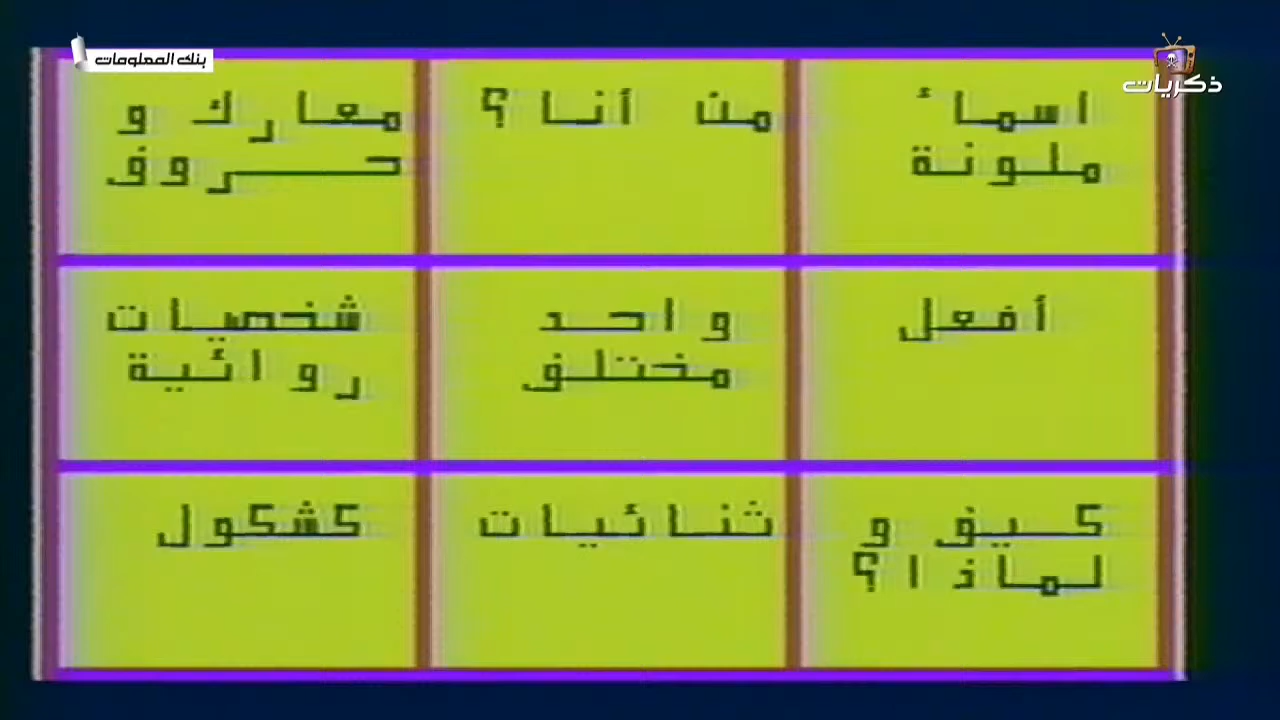 بنك المعلومات
ذكريات
اسماء
ملونة
من أنا؟
معارك و
حروف
أفعل
واحد
مختلف
شخصيات
روائية
كيف و
لماذا؟
ثنائيات
كشكول